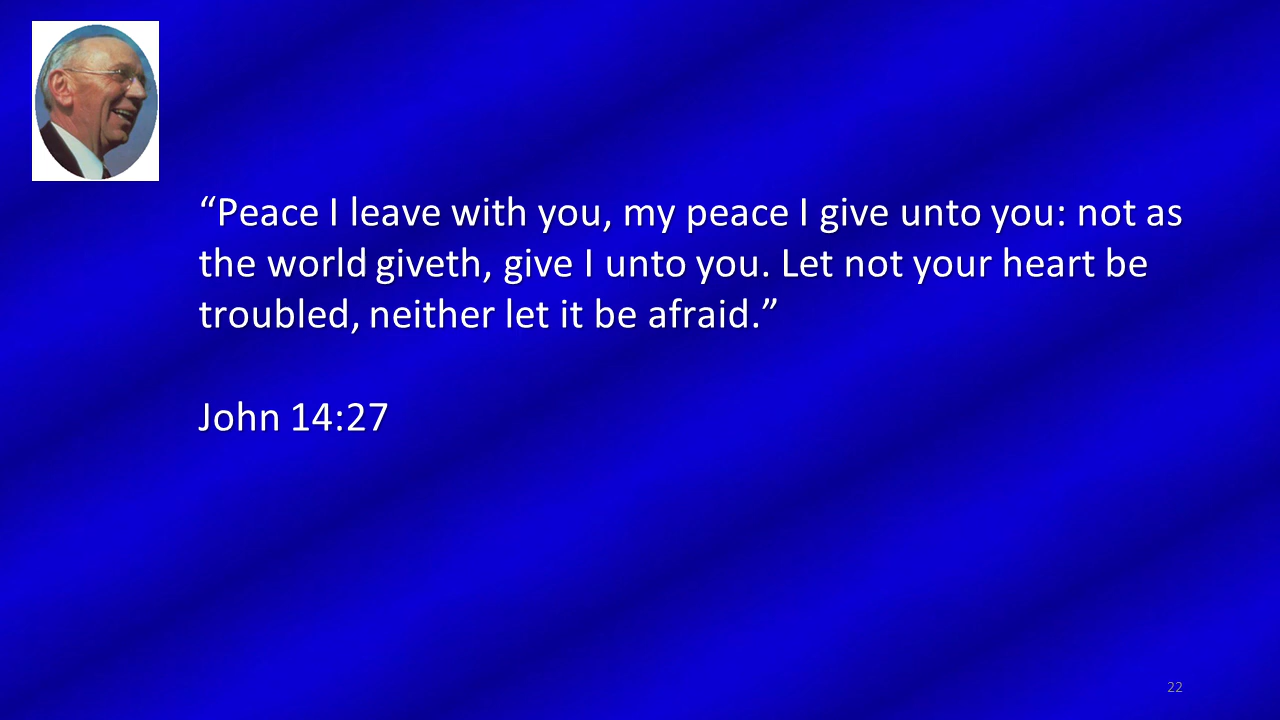 “Peace I leave with you, my peace I give unto you: not as
the world giveth, give I unto you. Let not your heart be
troubled, neither let it be afraid.”
John 14:27
22